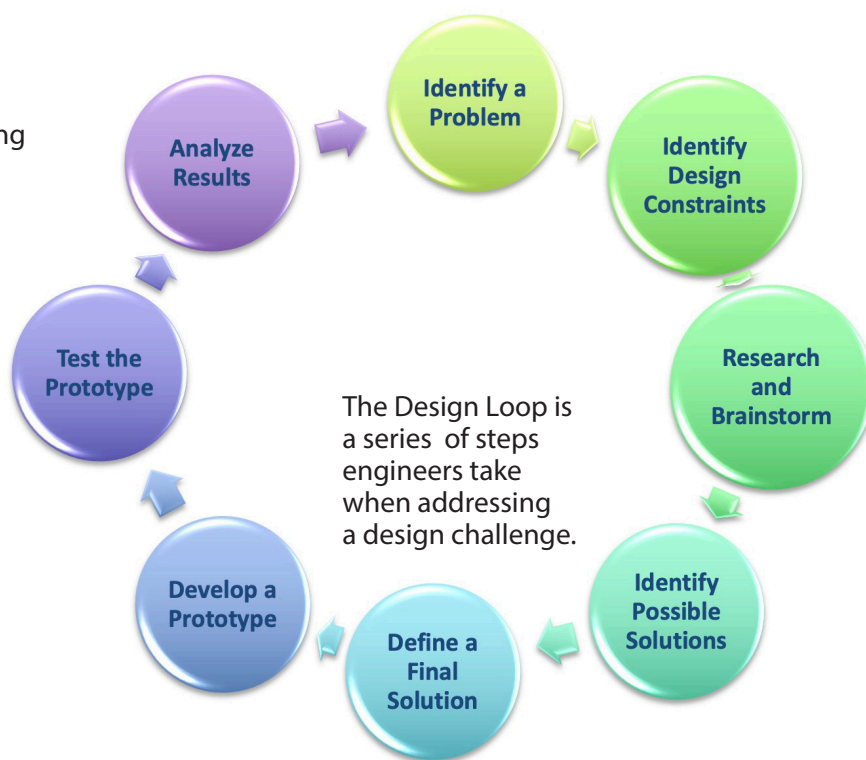 ing
Identify a
Problem
Identify
Design
Constraints
Research
and
Brainstorm
Identify
Possible
Solutions
Define a
Final
Solution
Develop a
Prototype
Test the
Prototype
Analyze
Results
The Design Loop is
a series of steps
engineers take
when addressing
a design challenge.